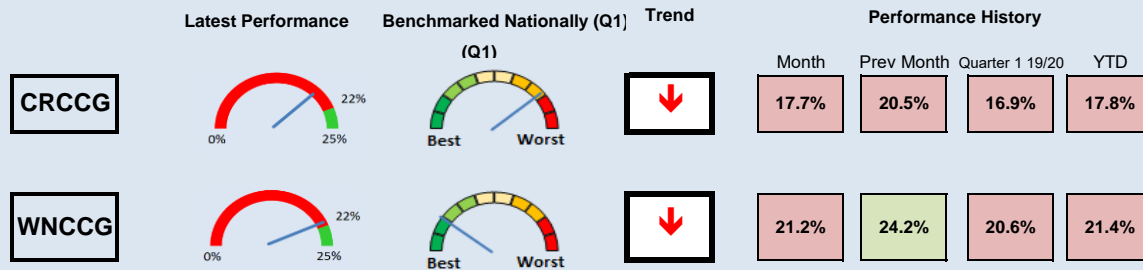 Latest Performance Benchmarked Nationally (Q1) Trend Performance History
(Q1)
Month Prev Month Quarter 1 19/20 YTD
CRCCG 22% 17.7% 20.5% 16.9% 17.8%
0% 25% Best Worst
WNCCG 22% 21.2% 24.2% 20.6% 21.4%
0% 25% Best Worst